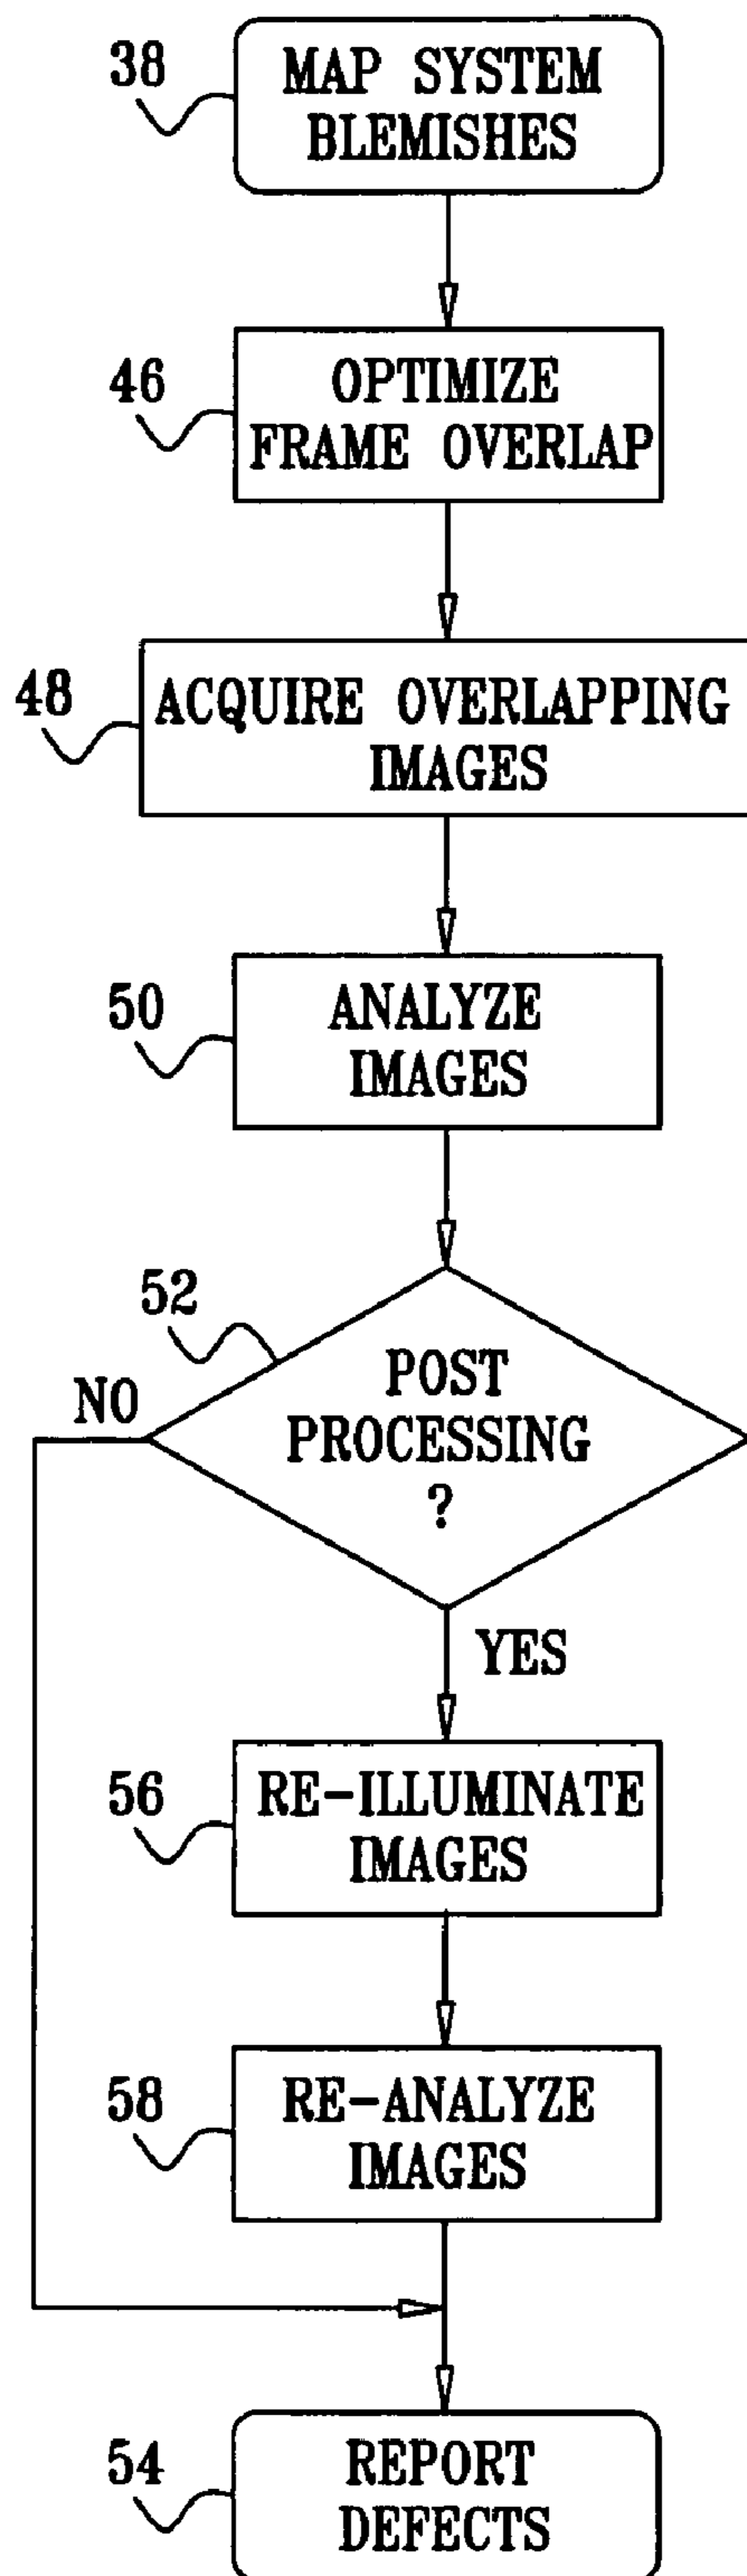 38
MAP SYSTEM
BLEMISHES
46
OPTIMIZE
FRAME OVERLAP
48
ACQUIRE OVERLAPPING
IMAGES
50
ANALYZE
IMAGES
52
NO
POST
PROCESSING
?
YES
56
RE-ILLUMINATE
IMAGES
58
RE-ANALYZE
IMAGES
54
REPORT
DEFECTS